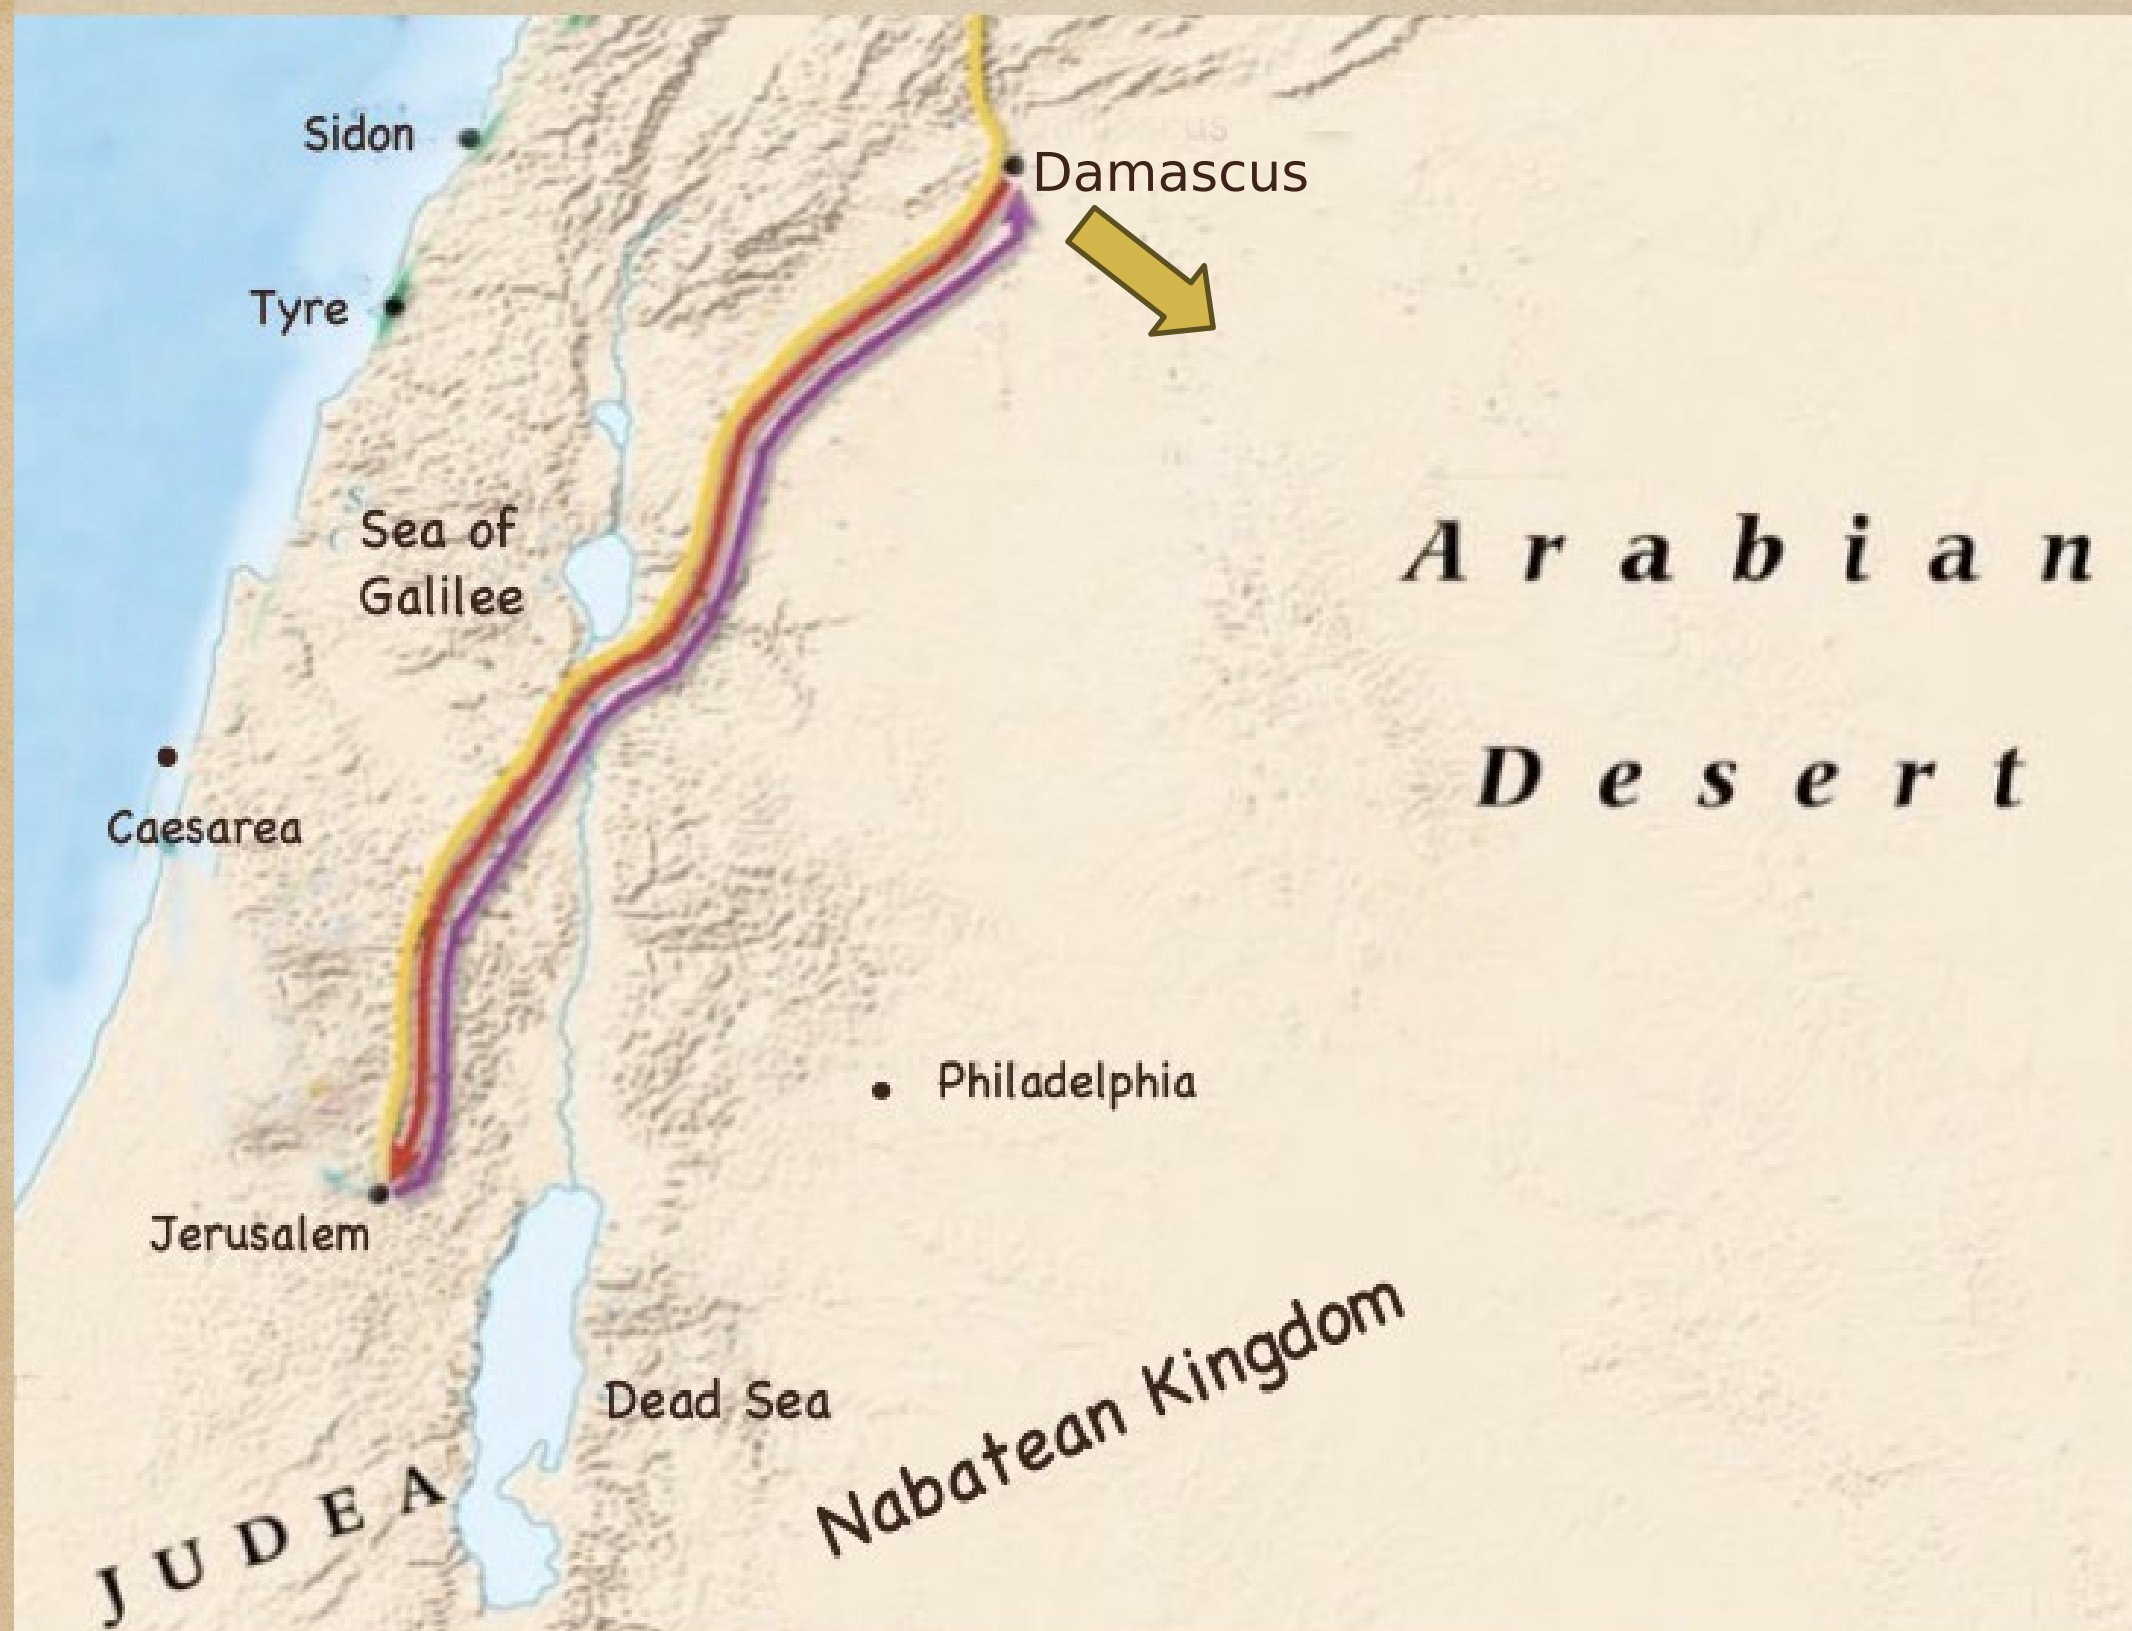 Sidon
Damascus
Tyre
Sea of
Galilee
Arabian
Desert
Caesarea
Philadelphia
Jerusalem
Dead Sea
Nabatean Kingdom
JUDEA